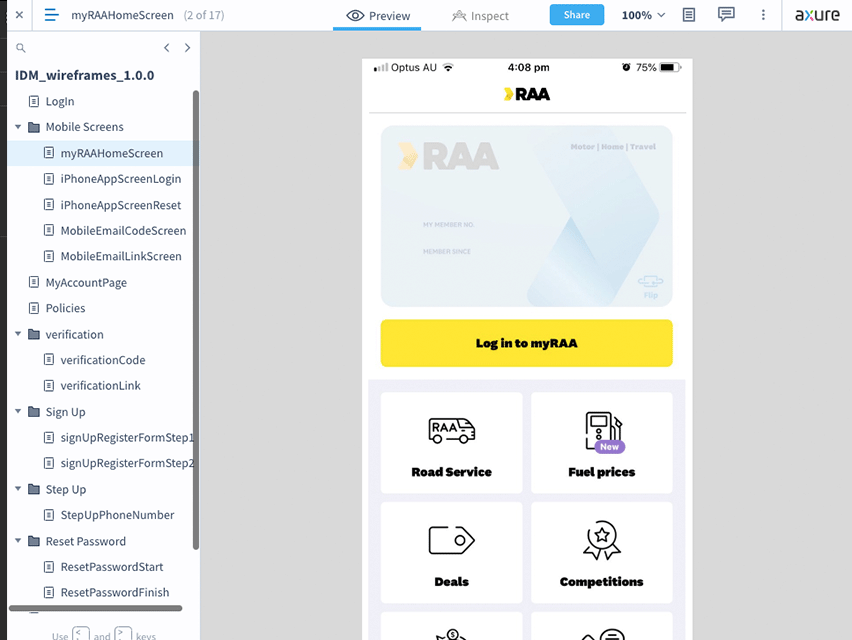 myRAAHomeScreen (2 of 17)
Preview
Inspect
Share
100%
axure
IDM_wireframes_1.0.0
LogIn
Mobile Screens
myRAAHomeScreen
iPhoneAppScreenLogin
iPhoneAppScreenReset
MobileEmailCodeScreen
MobileEmailLinkScreen
MyAccountPage
Policies
verification
verificationCode
verificationLink
Sign Up
signUpRegisterFormStep1
signUpRegisterFormStep2
Step Up
StepUpPhoneNumber
Reset Password
ResetPasswordStart
ResetPasswordFinish
Use < and > keys
Optus AU
4:08 pm
75%
RAA
RAA
Motor | Home | Travel
MY MEMBER NO
MEMBER SINCE
Flip
Log in to myRAA
RAA
Road Service
New
Fuel prices
Deals
Competitions